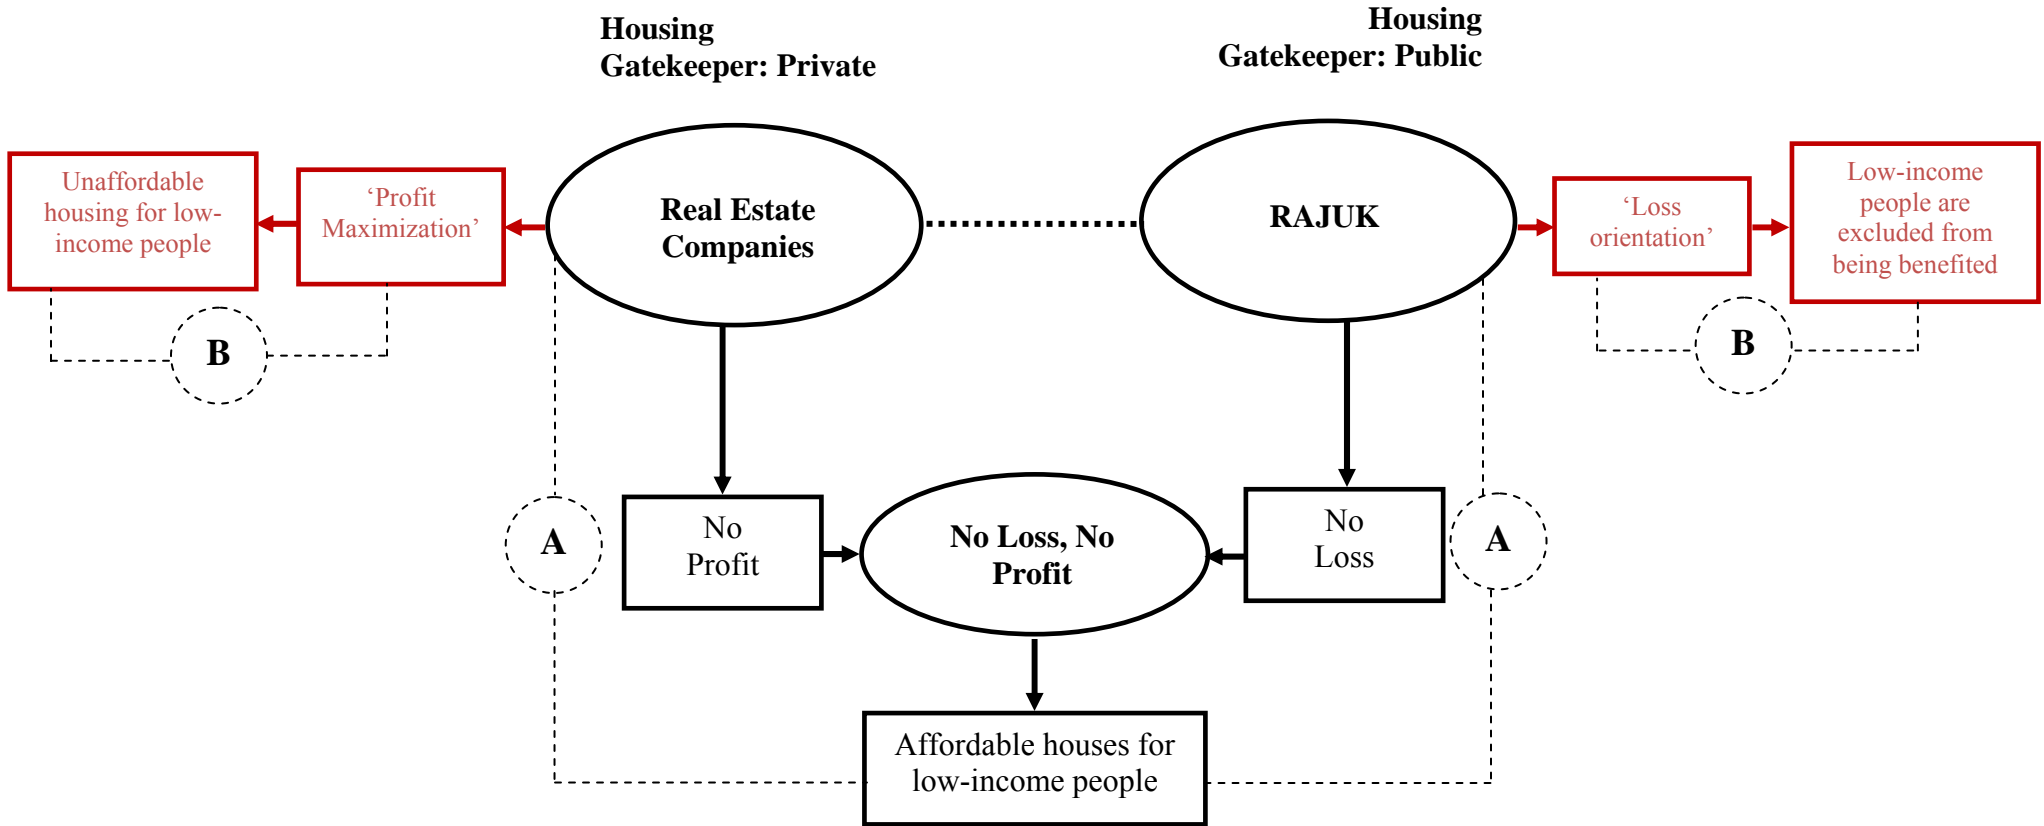 Housing
Gatekeeper: Private
Housing
Gatekeeper: Public
Unaffordable
housing for low-
income people
‘Profit
Maximization’
Real Estate
Companies
RAJUK
‘Loss
orientation’
Low-income
people are
excluded from
being benefited
B
B
A
No
Profit
No Loss, No
Profit
No
Loss
A
Affordable houses for
low-income people